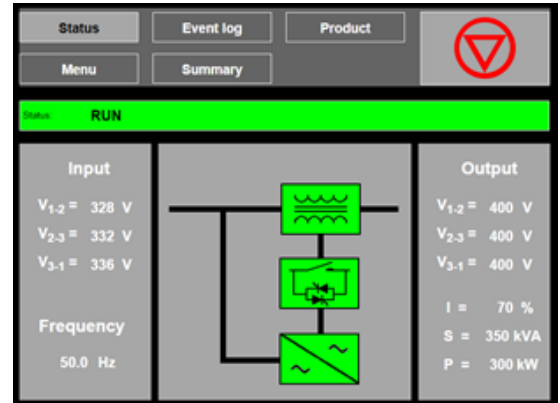 Status
Event log
Product
Menu
Summary
Status: RUN
Input
V1-2 = 328 V
V2-3 = 332 V
V3-1 = 336 V
Frequency
50.0 Hz
Output
V1-2 = 400 V
V2-3 = 400 V
V3-1 = 400 V
I = 70 %
S = 350 kVA
P = 300 kW